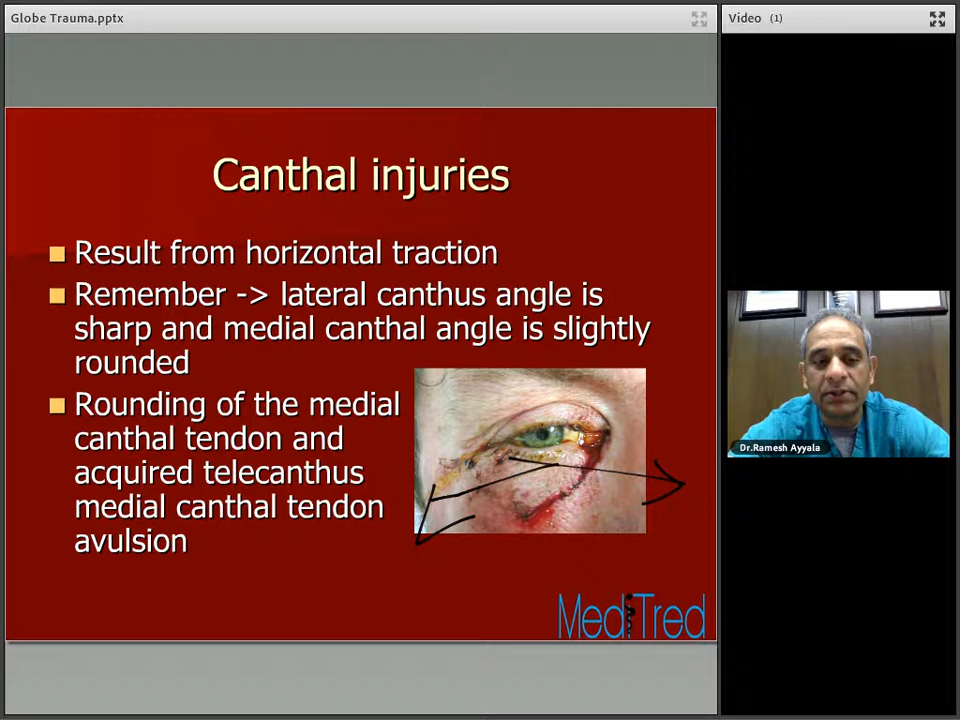 Globe Trauma.pptx
Video (1)
Canthal injuries
Result from horizontal traction
Remember -> lateral canthus angle is
sharp and medial canthal angle is slightly
rounded
Rounding of the medial
canthal tendon and
acquired telecanthus
medial canthal tendon
avulsion
Dr.Ramesh Ayyala
MediTred